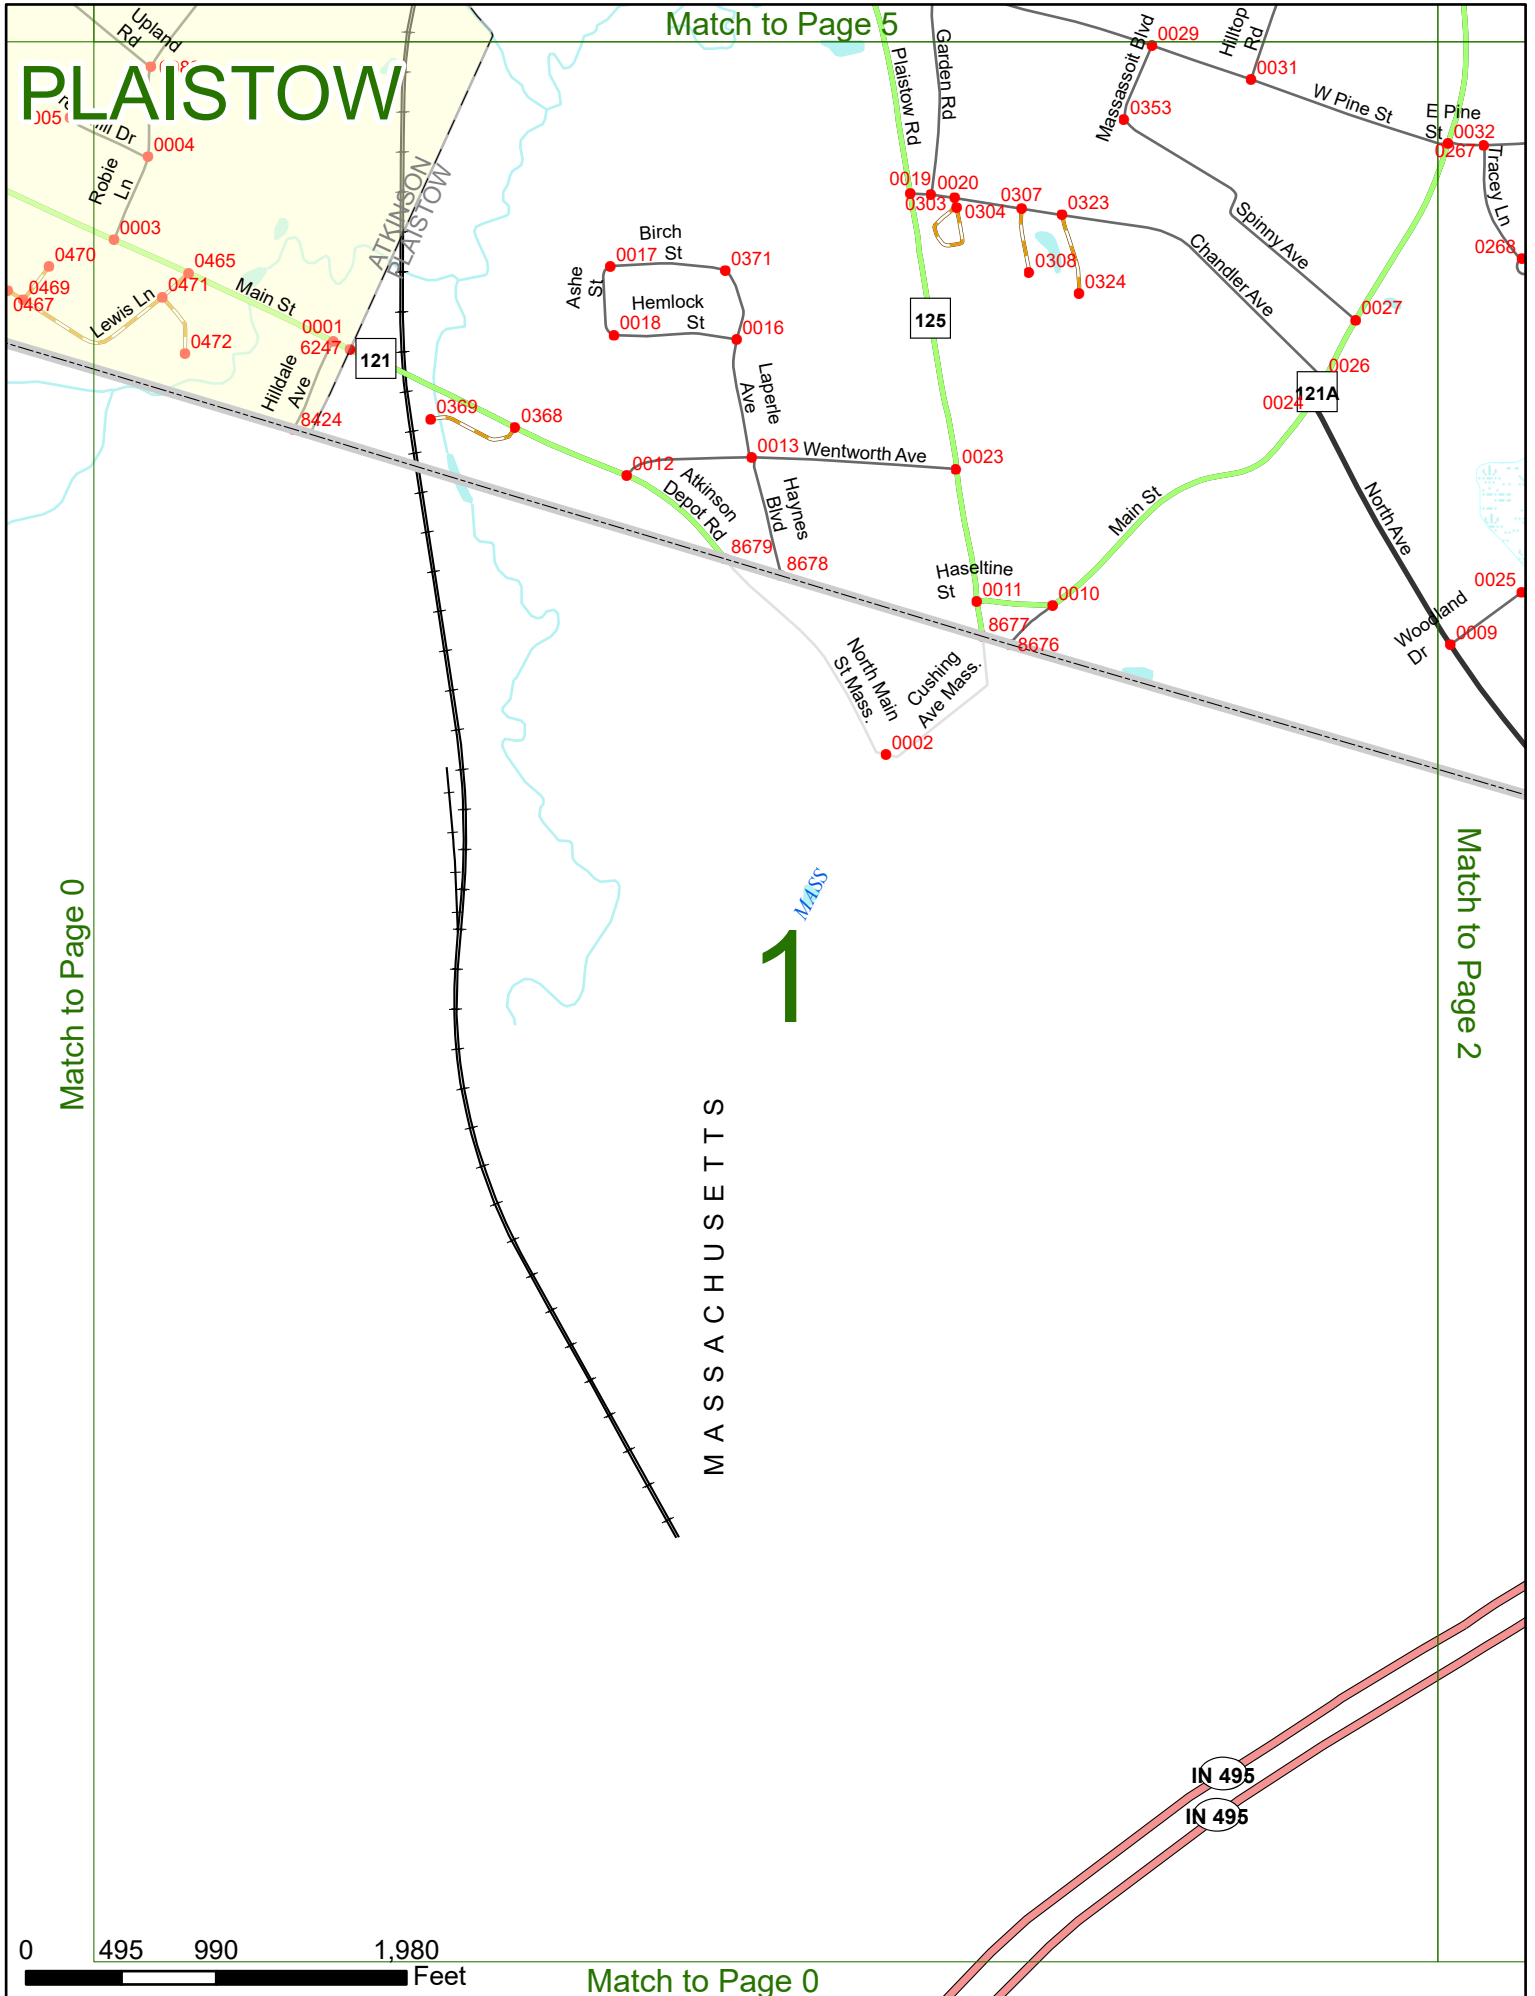 Match to Page 5
PLAISTOW
Upland
Rd
0004
Robie
Ln
0003
0470
0469
0467
0465
0471
Lewis Ln
0472
Main St
0001
6247
Hilldale
Ave
8424
ATKINSON
PLAISTOW
121
0369
0368
Birch
St
0017
0371
Ashe
St
Hemlock
St
0018
0016
Laperle
Ave
0013
Wentworth Ave
0012
Atkinson
Depot Rd
Haynes
Blvd
8679
8678
Plaistow Rd
Garden Rd
0019
0020
0303
0304
0307
0323
0308
0324
125
0023
Massassoit Blvd
0029
Hilltop
Rd
0031
0353
W Pine St
E Pine
St
0032
0267
Tracey Ln
0268
Spinny Ave
Chandler Ave
0027
0026
121A
0024
Main St
North Ave
Haseltine
St
0011
0010
8677
8676
0025
Woodland
Dr
0009
North Main
St Mass.
Cushing
Ave Mass.
0002
MASS
1
Match to Page 0
Match to Page 2
MASSACHUSETTS
IN 495
IN 495
0 495 990 1,980
Feet
Match to Page 0